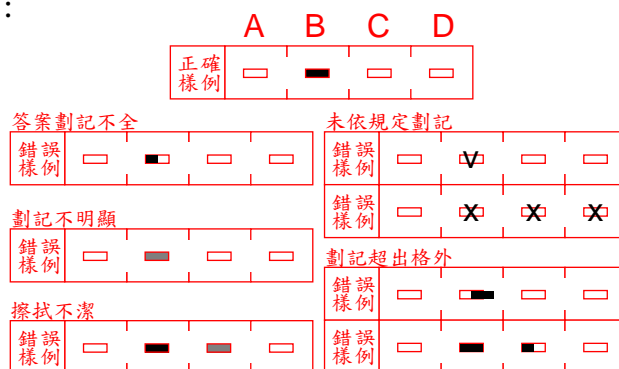 ：
A B C D
正確
樣例
答案劃記不全
錯誤
樣例
未依規定劃記
錯誤
樣例
V
錯誤
樣例
X X X
劃記不明顯
錯誤
樣例
劃記超出格外
錯誤
樣例
擦拭不潔
錯誤
樣例
錯誤
樣例